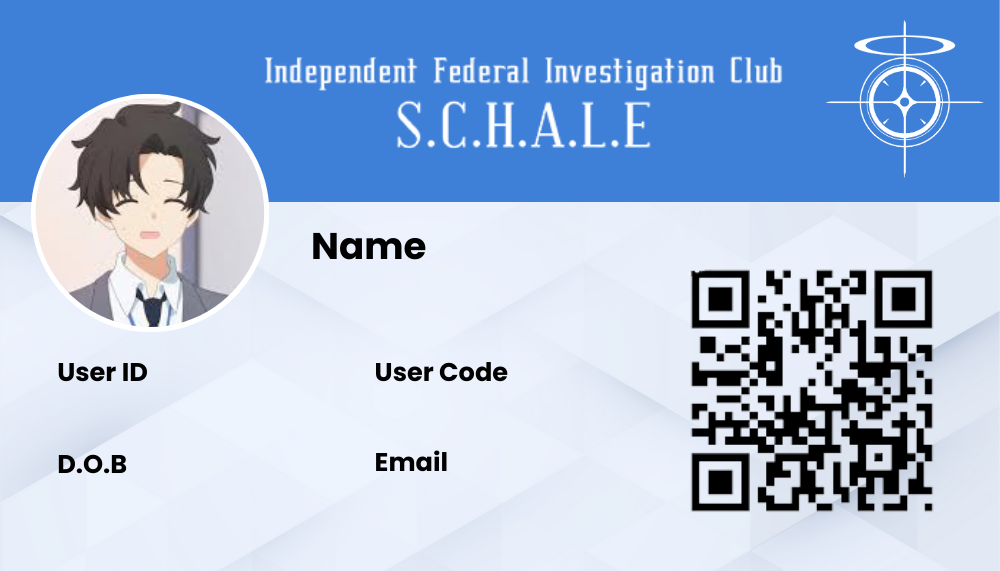 Independent Federal Investigation Club
S.C.H.A.L.E
Name
User ID
User Code
D.O.B
Email